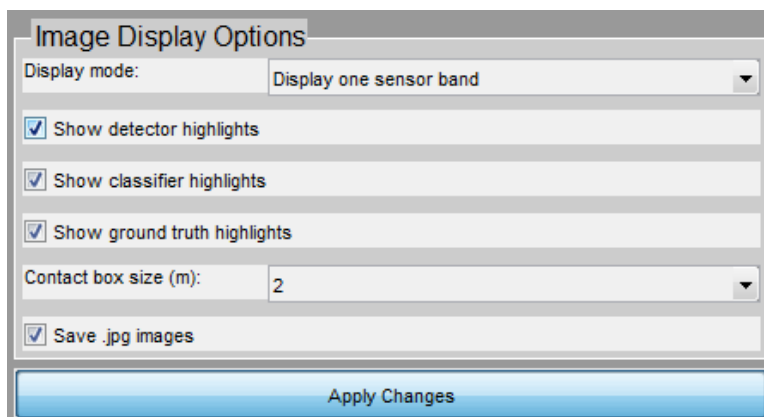 Image Display Options
Display mode: Display one sensor band
Show detector highlights
Show classifier highlights
Show ground truth highlights
Contact box size (m): 2
Save .jpg images
Apply Changes